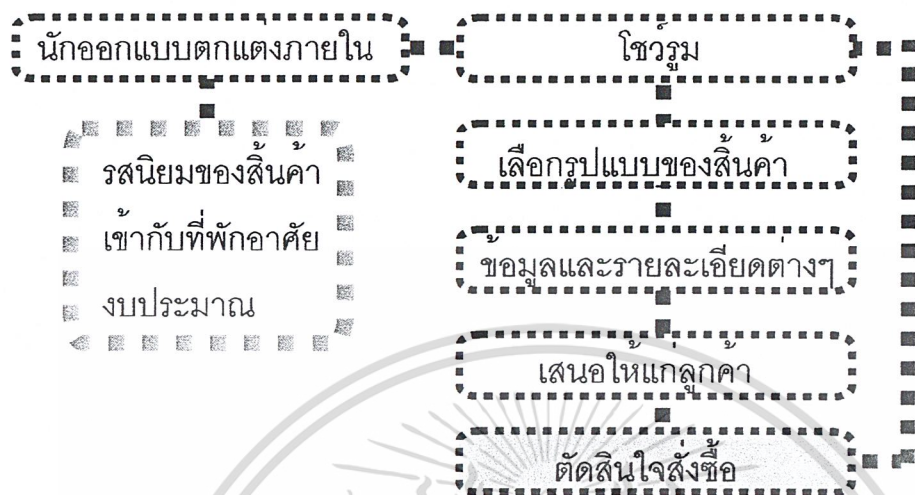 นักออกแบบตกแต่งภายใน
โชว์รูม
รสนิยมของสิ้นค้า
เข้ากับที่พักอาศัย
งบประมาณ
เลือกรูปแบบของสิ้นค้า
ข้อมูลและรายละเอียดต่างๆ
เสนอให้แก่ลูกค้า
ตัดสินใจสั่งซื้อ